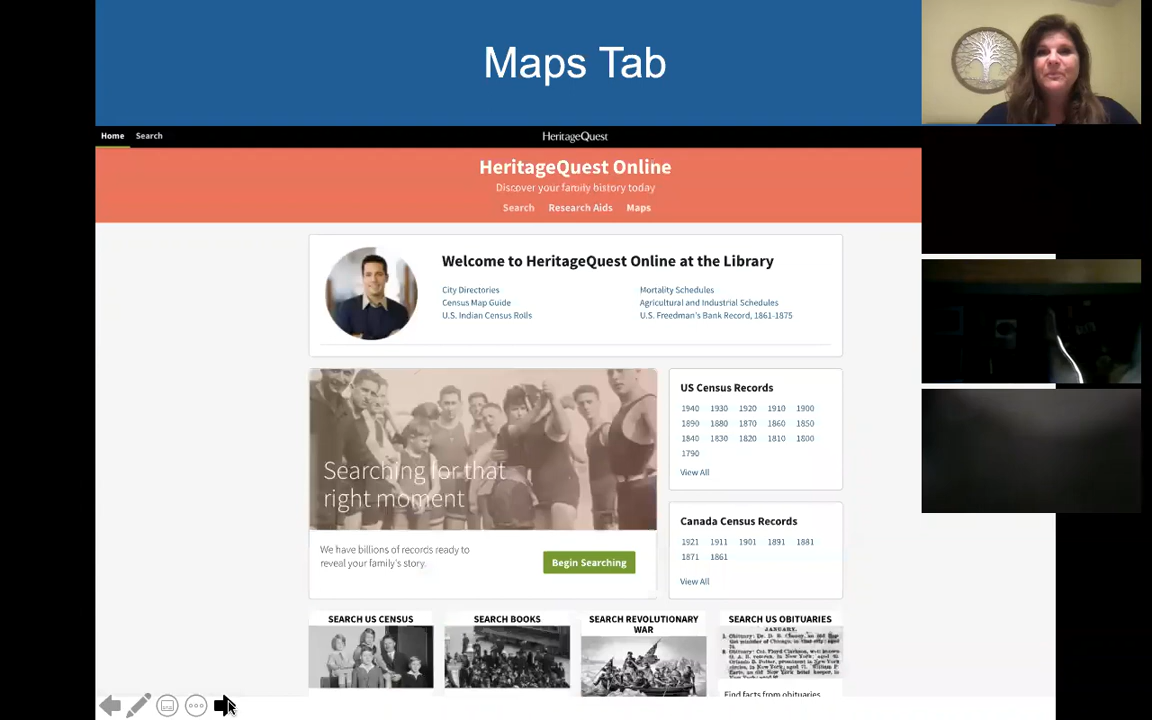 Maps Tab
Home Search HeritageQuest
HeritageQuest Online
Discover your family history today
Search Research Aids Maps
Welcome to HeritageQuest Online at the Library
City Directories Mortality Schedules
Census Map Guide Agricultural and Industrial Schedules
U.S. Indian Census Rolls U.S. Freedman's Bank Record, 1861-1875
Searching for that
right moment
We have billions of records ready to
reveal your family's story.
Begin Searching
US Census Records
1940 1930 1920 1910 1900
1890 1880 1870 1860 1850
1840 1830 1820 1810 1800
1790
View All
Canada Census Records
1921 1911 1901 1891 1881
1871 1861
View All
SEARCH US CENSUS
SEARCH BOOKS
SEARCH REVOLUTIONARY
WAR
SEARCH US OBITUARIES
JANUARY.
Find facts from obituaries